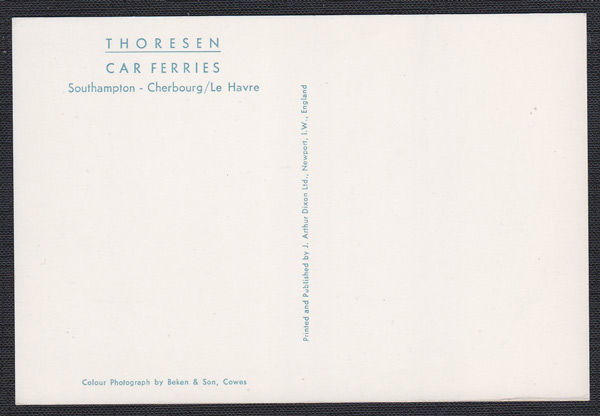 THORESEN
CAR FERRIES
Southampton - Cherbourg/Le Havre
Printed and Published by J. Arthur Dixon Ltd., Newport, I.W., England
Colour Photograph by Beken & Son, Cowes